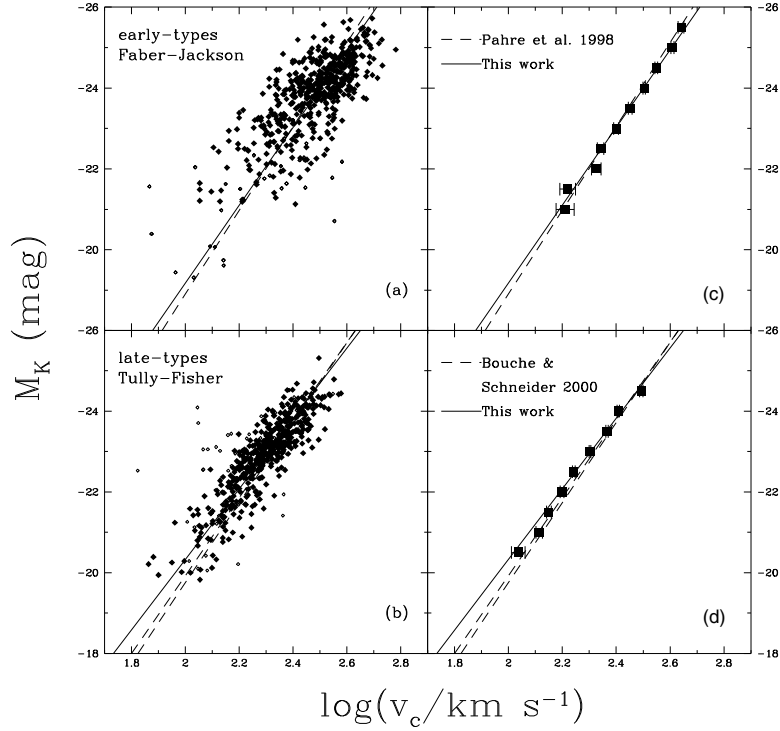 -26
-24
-22
-20
-26
-24
-22
-20
-18
early-types
Faber-Jackson
(a)
Pahre et al. 1998
This work
(c)
-26
-24
-22
-20
-26
-24
-22
-20
-18
late-types
Tully-Fisher
(b)
Bouche &
Schneider 2000
This work
(d)
1.8 2 2.2 2.4 2.6 2.8
2 2.2 2.4 2.6 2.8
M_K (mag)
log(v_c/km s⁻¹)